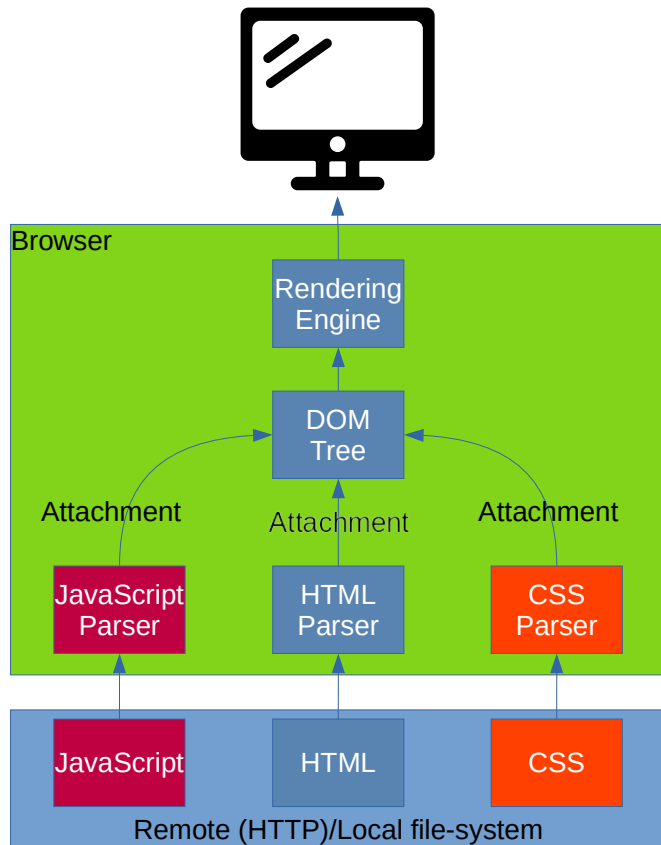 Browser
Rendering
Engine
DOM
Tree
Attachment
Attachment
Attachment
JavaScript
Parser
HTML
Parser
CSS
Parser
JavaScript
HTML
CSS
Remote (HTTP)/Local file-system